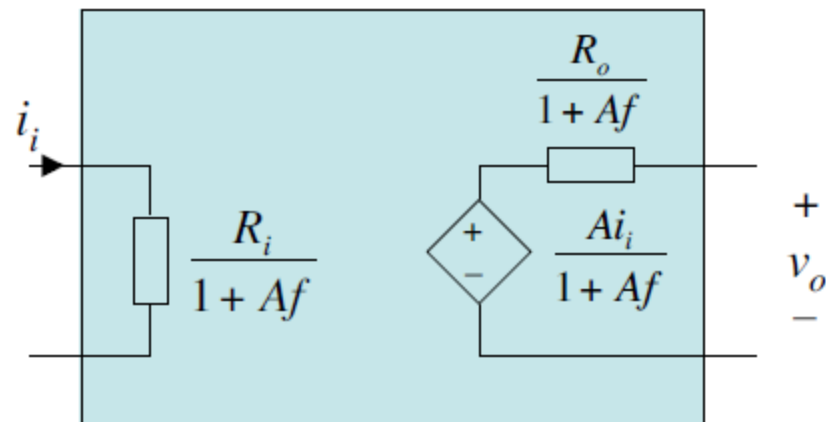 R_o
1 + Af
i_i
R_i
1 + Af
+
−
Ai_i
1 + Af
+
v_o
−